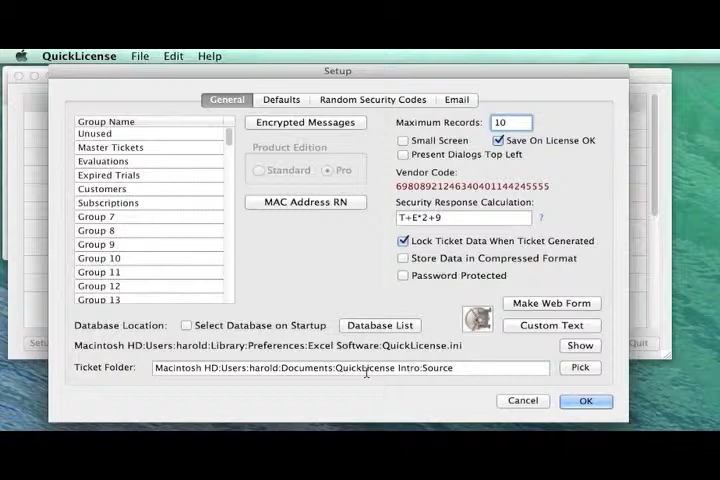 QuickLicense File Edit Help
Setup
General Defaults Random Security Codes Email
Group Name
Unused
Master Tickets
Evaluations
Expired Trials
Customers
Subscriptions
Group 7
Group 8
Group 9
Group 10
Group 11
Group 12
Group 13
Encrypted Messages
Product Edition
Standard Pro
MAC Address RN
Maximum Records: 10
Small Screen Save On License OK
Present Dialogs Top Left
Vendor Code:
69808921246340401144245555
Security Response Calculation:
T+E*2+9 ?
Lock Ticket Data When Ticket Generated
Store Data in Compressed Format
Password Protected
Make Web Form
Database Location: Select Database on Startup Database List Custom Text
Macintosh HD:Users:harold:Library:Preferences:Excel Software:QuickLicense.ini Show
Ticket Folder: Macintosh HD:Users:harold:Documents:QuickLicense Intro:Source Pick
Cancel OK
Quit